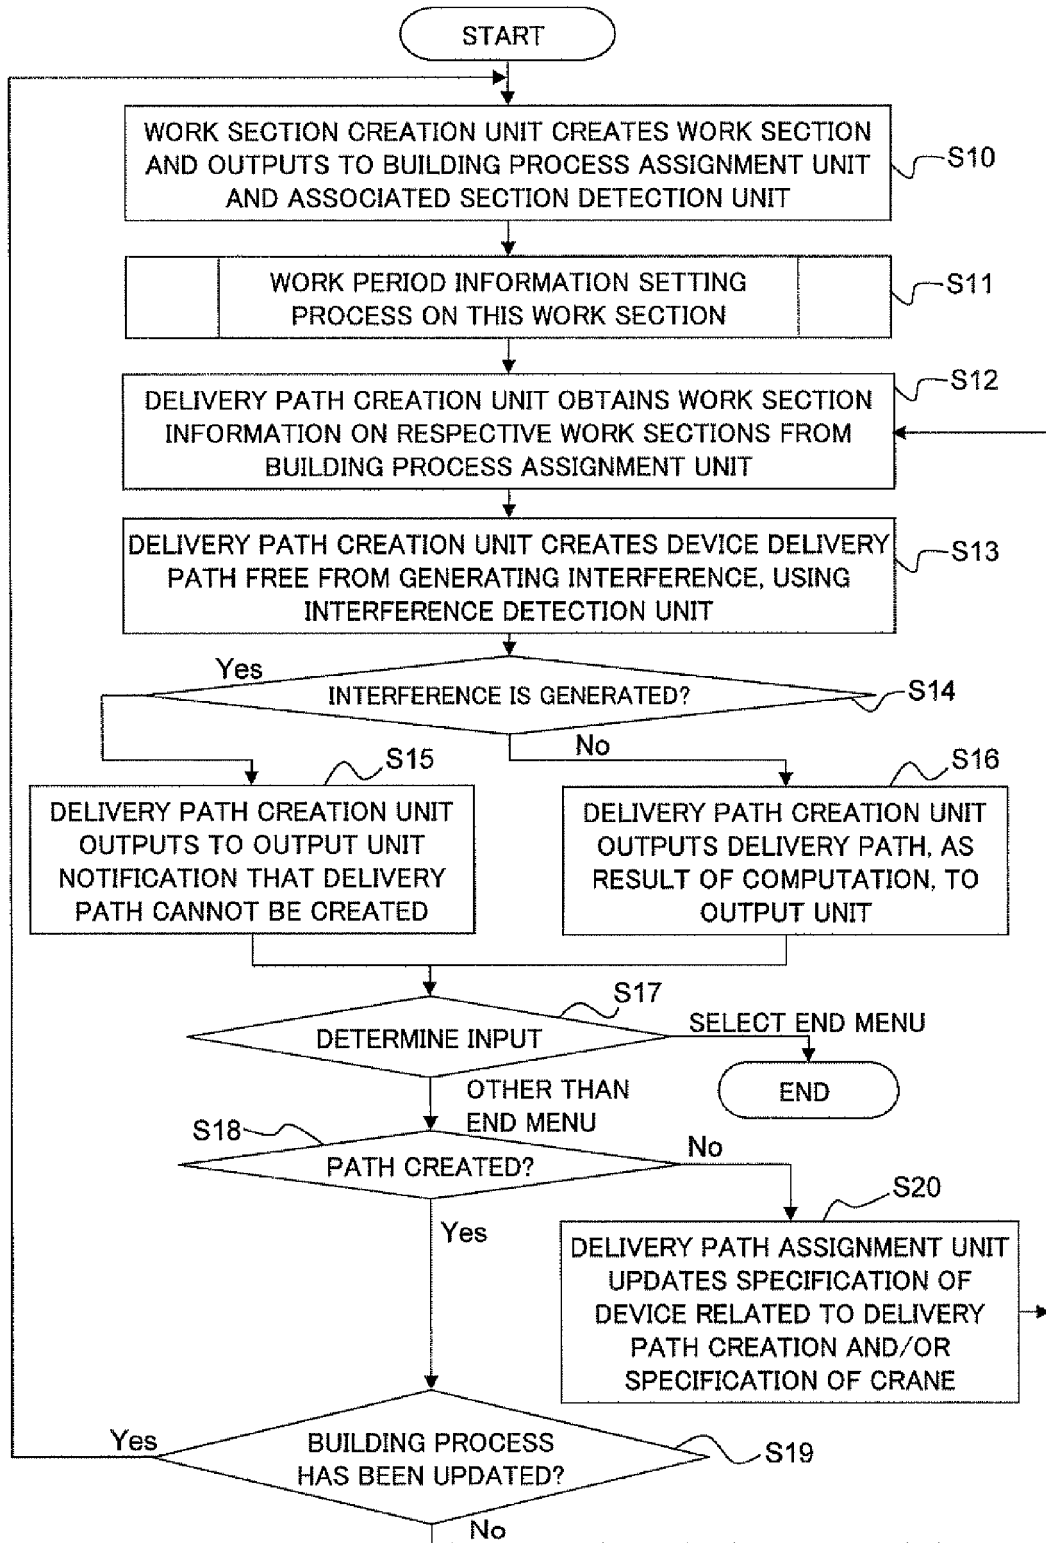 START
WORK SECTION CREATION UNIT CREATES WORK SECTION
AND OUTPUTS TO BUILDING PROCESS ASSIGNMENT UNIT
AND ASSOCIATED SECTION DETECTION UNIT
S10
WORK PERIOD INFORMATION SETTING
PROCESS ON THIS WORK SECTION
S11
DELIVERY PATH CREATION UNIT OBTAINS WORK SECTION
INFORMATION ON RESPECTIVE WORK SECTIONS FROM
BUILDING PROCESS ASSIGNMENT UNIT
S12
DELIVERY PATH CREATION UNIT CREATES DEVICE DELIVERY
PATH FREE FROM GENERATING INTERFERENCE, USING
INTERFERENCE DETECTION UNIT
S13
Yes
INTERFERENCE IS GENERATED?
S14
No
S15
DELIVERY PATH CREATION UNIT
OUTPUTS TO OUTPUT UNIT
NOTIFICATION THAT DELIVERY
PATH CANNOT BE CREATED
S16
DELIVERY PATH CREATION UNIT
OUTPUTS DELIVERY PATH, AS
RESULT OF COMPUTATION, TO
OUTPUT UNIT
S17
DETERMINE INPUT
SELECT END MENU
END
OTHER THAN
END MENU
S18
PATH CREATED?
No
Yes
S20
DELIVERY PATH ASSIGNMENT UNIT
UPDATES SPECIFICATION OF
DEVICE RELATED TO DELIVERY
PATH CREATION AND/OR
SPECIFICATION OF CRANE
Yes
BUILDING PROCESS
HAS BEEN UPDATED?
S19
No